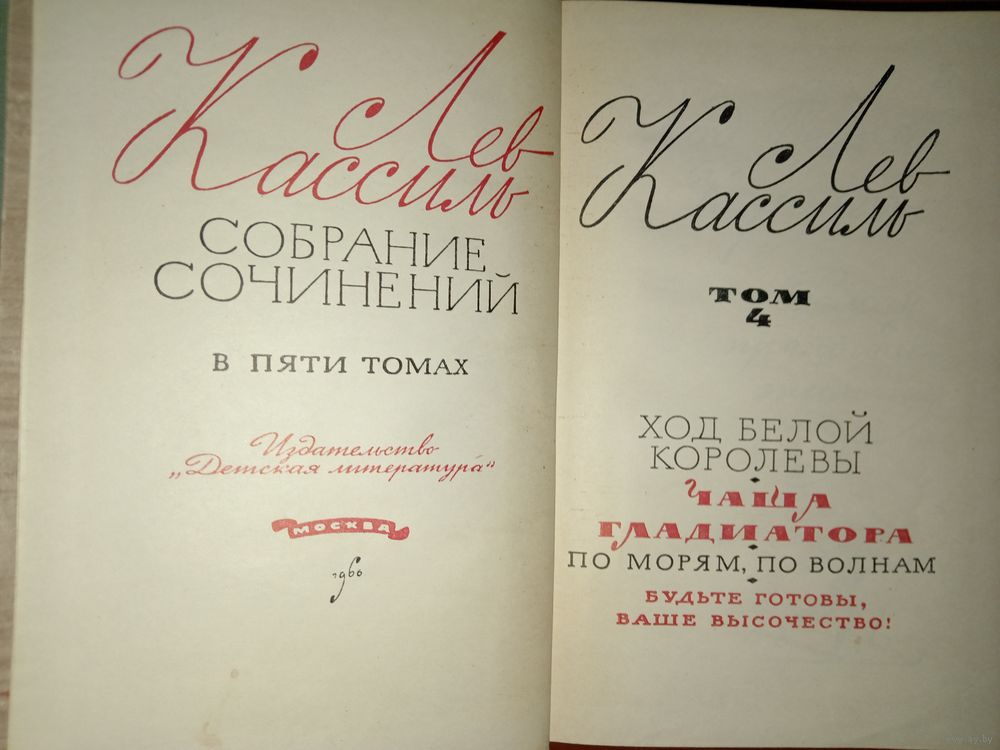 Лев
Кассиль
СОБРАНИЕ
СОЧИНЕНИЙ
В ПЯТИ ТОМАХ
Издательство
„Детская литература“
МОСКВА
1966
Лев
Кассиль
ТОМ
4
ХОД БЕЛОЙ
КОРОЛЕВЫ
ЧАША
ГЛАДИАТОРА
ПО МОРЯМ, ПО ВОЛНАМ
БУДЬТЕ ГОТОВЫ,
ВАШЕ ВЫСОЧЕСТВО!